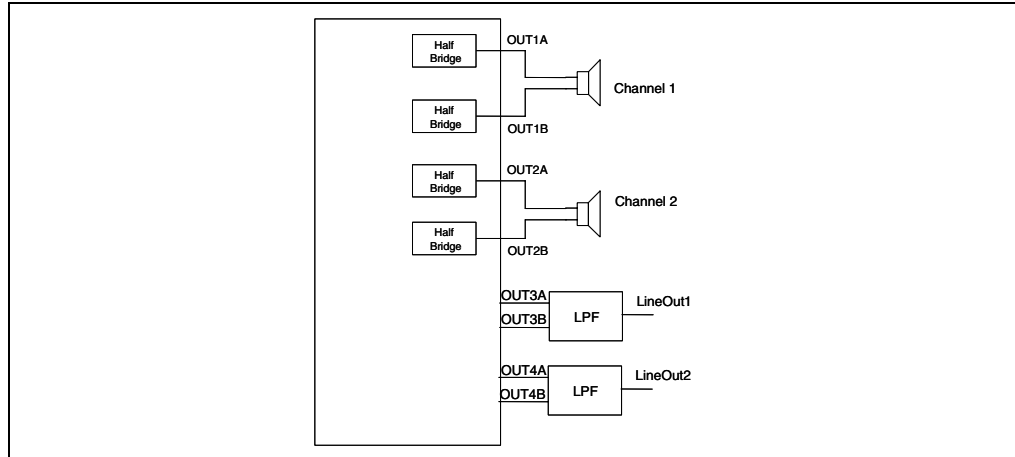 Half
Bridge
OUT1A
Channel 1
Half
Bridge
OUT1B
Half
Bridge
OUT2A
Channel 2
Half
Bridge
OUT2B
OUT3A
OUT3B
LPF
LineOut1
OUT4A
OUT4B
LPF
LineOut2